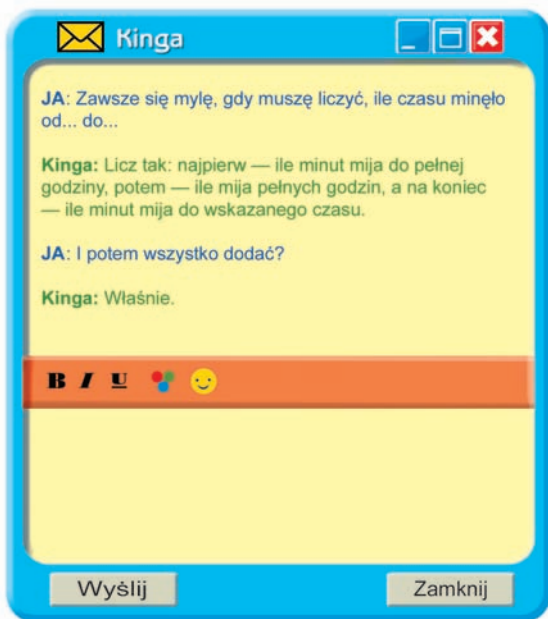 Kinga
JA: Zawsze się mylę, gdy muszę liczyć, ile czasu minęło
od... do...
Kinga: Licz tak: najpierw — ile minut mija do pełnej
godziny, potem — ile mija pełnych godzin, a na koniec
— ile minut mija do wskazanego czasu.
JA: I potem wszystko dodać?
Kinga: Właśnie.
B I U
Wyślij Zamknij